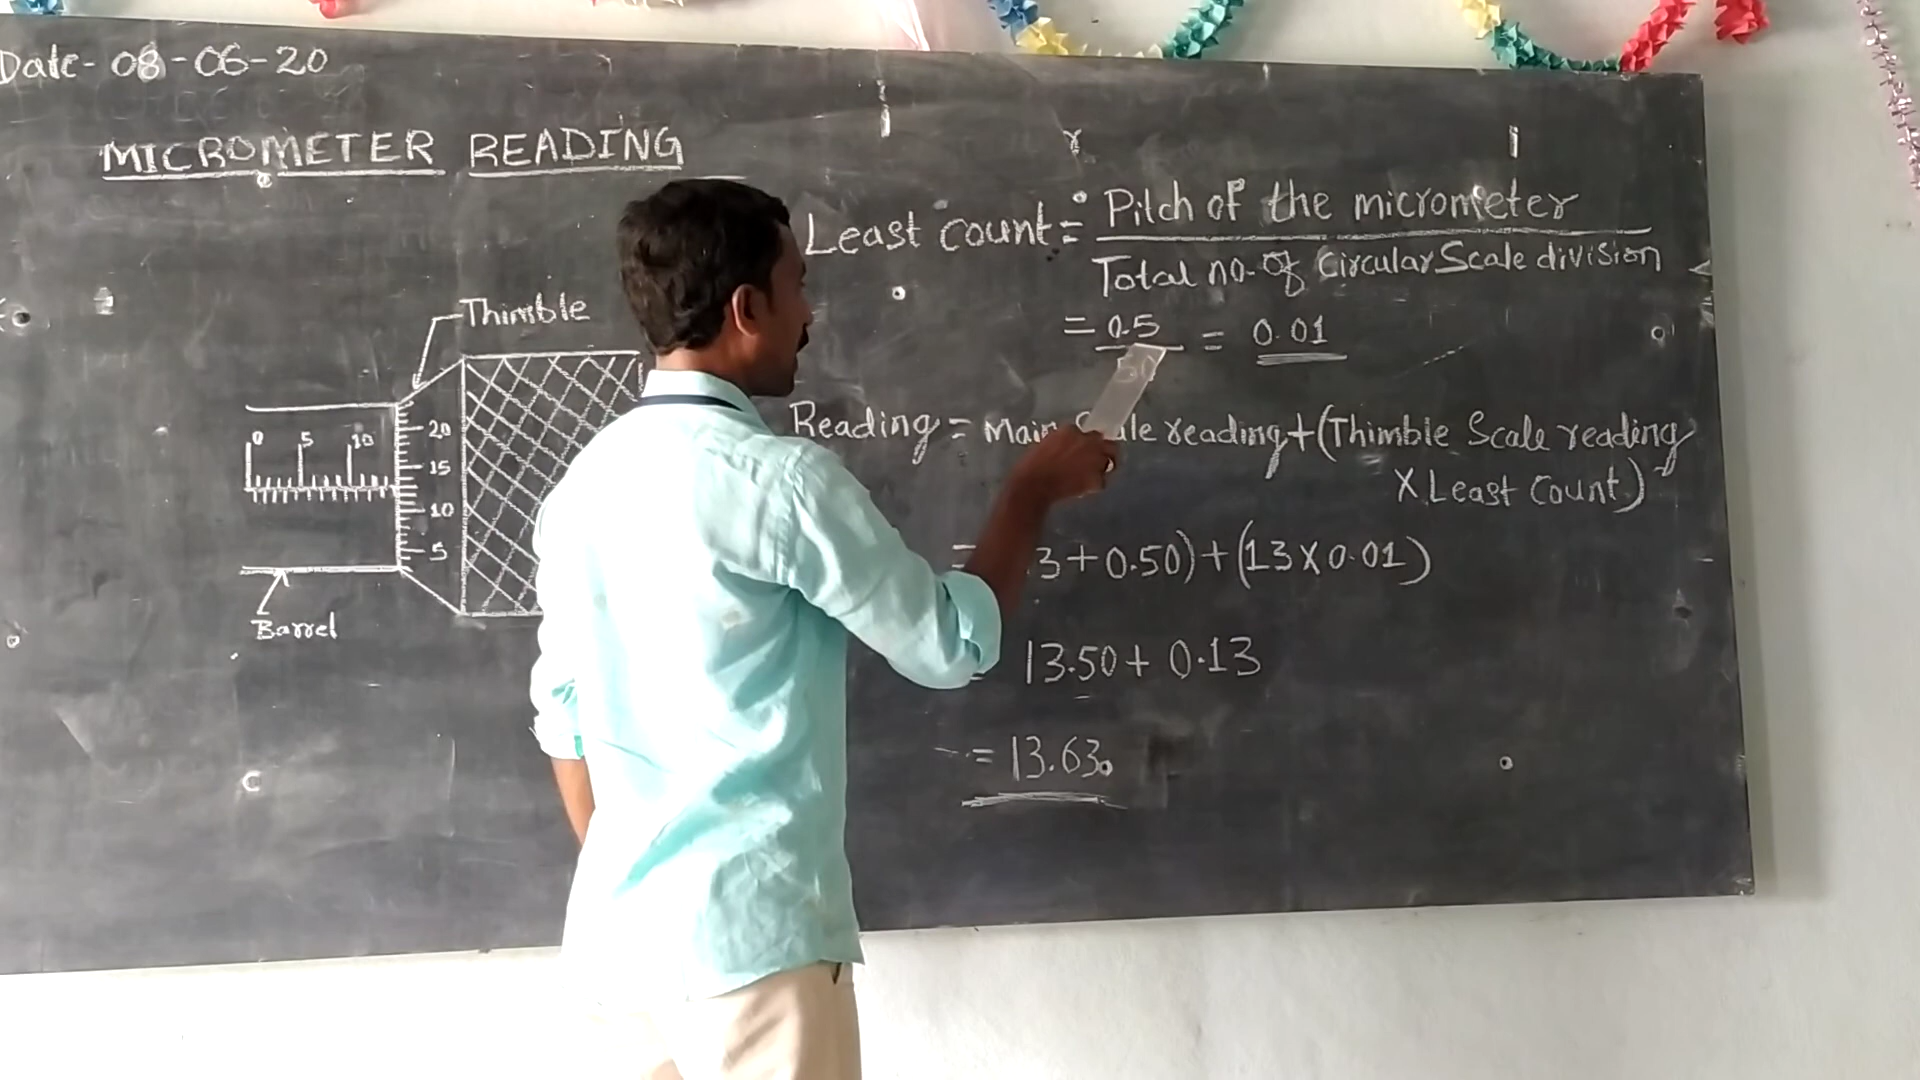 Date- 08-06-20
MICROMETER READING
Thimble
0 5 10
20
15
10
5
Barrel
Least count = Pitch of the micrometer
Total no. of Circular Scale division
= 0.5 = 0.01
Reading = Main reading + (Thimble Scale reading
X Least Count)
= 3 + 0.50) + (13 X 0.01)
= 13.50 + 0.13
= 13.63